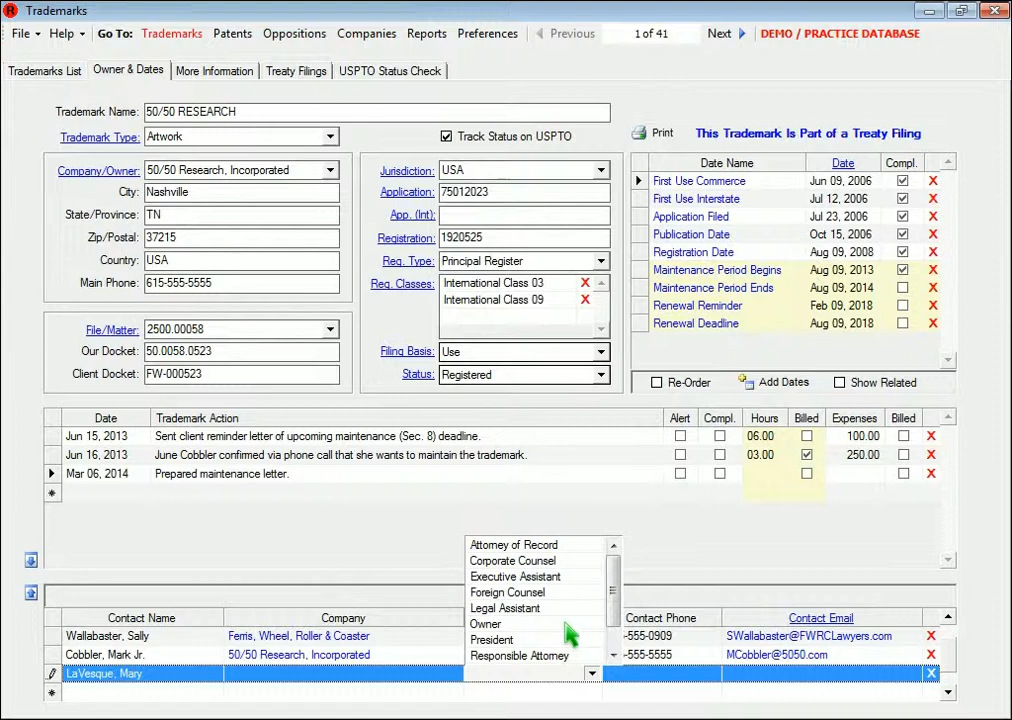 R Trademarks
File Help Go To: Trademarks Patents Oppositions Companies Reports Preferences Previous 1 of 41 Next DEMO / PRACTICE DATABASE
Trademarks List Owner & Dates More Information Treaty Filings USPTO Status Check
Trademark Name: 50/50 RESEARCH
Trademark Type: Artwork Track Status on USPTO Print This Trademark Is Part of a Treaty Filing
Company/Owner: 50/50 Research, Incorporated
City: Nashville
State/Province: TN
Zip/Postal: 37215
Country: USA
Main Phone: 615-555-5555
File/Matter: 2500.00058
Our Docket: 50.0058.0523
Client Docket: FW-000523
Jurisdiction: USA
Application: 75012023
App. (Int):
Registration: 1920525
Reg. Type: Principal Register
Reg. Classes: International Class 03 X
International Class 09 X
Filing Basis: Use
Status: Registered
Date Name Date Compl.
First Use Commerce Jun 09, 2006 X
First Use Interstate Jul 12, 2006 X
Application Filed Jul 23, 2006 X
Publication Date Oct 15, 2006 X
Registration Date Aug 09, 2008 X
Maintenance Period Begins Aug 09, 2013 X
Maintenance Period Ends Aug 09, 2014 X
Renewal Reminder Feb 09, 2018 X
Renewal Deadline Aug 09, 2018 X
Re-Order Add Dates Show Related
Date Trademark Action Alert Compl. Hours Billed Expenses Billed
Jun 15, 2013 Sent client reminder letter of upcoming maintenance (Sec. 8) deadline. 06.00 100.00 X
Jun 16, 2013 June Cobbler confirmed via phone call that she wants to maintain the trademark. 03.00 250.00 X
Mar 06, 2014 Prepared maintenance letter. X
Attorney of Record
Corporate Counsel
Executive Assistant
Foreign Counsel
Legal Assistant
Owner
President
Responsible Attorney
Contact Name Company Contact Phone Contact Email
Wallabaster, Sally Ferris, Wheel, Roller & Coaster -555-0909 SWallabaster@FWRCLawyers.com X
Cobbler, Mark Jr. 50/50 Research, Incorporated -555-5555 MCobbler@5050.com X
LaVesque, Mary X